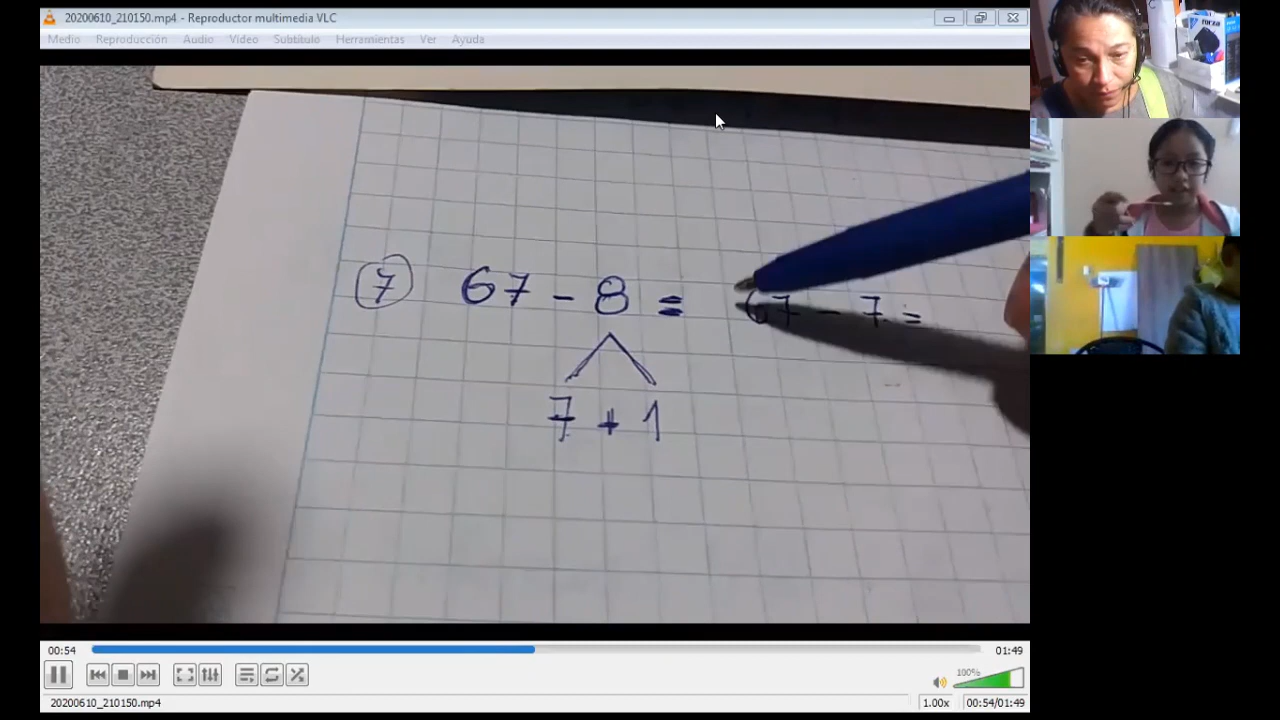 20200610_210150.mp4 - Reproductor multimedia VLC
Medio Reproducción Audio Video Subtítulo Herramientas Ver Ayuda
forza
7 67 - 8 = 67 - 7 =
7 + 1
00:54 01:49
100%
20200610_210150.mp4 1.00x 00:54/01:49